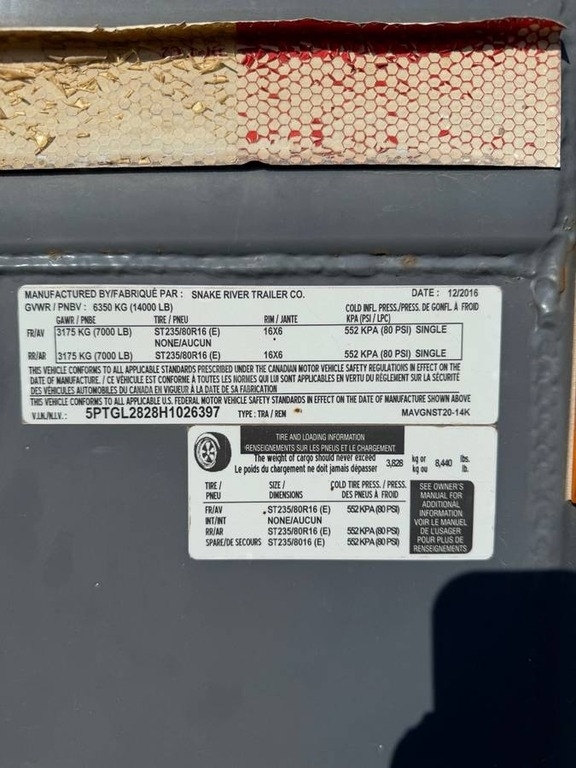 MANUFACTURED BY/FABRIQUÉ PAR : SNAKE RIVER TRAILER CO. DATE : 12/2016
GVWR / PNBV : 6350 KG (14000 LB) COLD INFL. PRESS./PRESS. DE GONFL. À FROID
GAWR / PNBE TIRE / PNEU RIM / JANTE KPA (PSI / LPC)
FR/AV 3175 KG (7000 LB) ST235/80R16 (E) 16X6 552 KPA (80 PSI) SINGLE
NONE/AUCUN
RR/AR 3175 KG (7000 LB) ST235/80R16 (E) 16X6 552 KPA (80 PSI) SINGLE
THIS VEHICLE CONFORMS TO ALL APPLICABLE STANDARDS PRESCRIBED UNDER THE CANADIAN MOTOR VEHICLE SAFETY REGULATIONS IN EFFECT ON THE
DATE OF MANUFACTURE. / CE VÉHICULE EST CONFORME À TOUTES LES NORMES QUI LUI SONT APPLICABLES EN VERTU DU RÈGLEMENT SUR LA SÉCURITÉ
DES VÉHICULES AUTOMOBILES DU CANADA EN VIGUEUR À LA DATE DE SA FABRICATION
THIS VEHICLE CONFORMS TO ALL APPLICABLE U.S. FEDERAL MOTOR VEHICLE SAFETY STANDARDS IN EFFECT ON THE DATE OF MANUFACTURE SHOWN ABOVE.
V.I.N./N.I.V.: 5PTGL2828H1026397 TYPE : TRA / REM MAVGNST20-14K
TIRE AND LOADING INFORMATION
RENSEIGNEMENTS SUR LES PNEUS ET LE CHARGEMENT
The weight of cargo should never exceed 3,828 kg or 8,440 lbs.
Le poids du chargement ne doit jamais dépasser kg ou lb.
TIRE / SIZE / COLD TIRE PRESS. / PRESS.
PNEU DIMENSIONS DES PNEUS À FROID
FR/AV ST235/80R16 (E) 552 KPA (80 PSI)
INT/INT NONE/AUCUN
RR/AR ST235/80R16 (E) 552 KPA (80 PSI)
SPARE/DE SECOURS ST235/8016 (E) 552 KPA (80 PSI)
SEE OWNER'S
MANUAL FOR
ADDITIONAL
INFORMATION
VOIR LE MANUEL
DE L'USAGER
POUR PLUS DE
RENSEIGNEMENTS